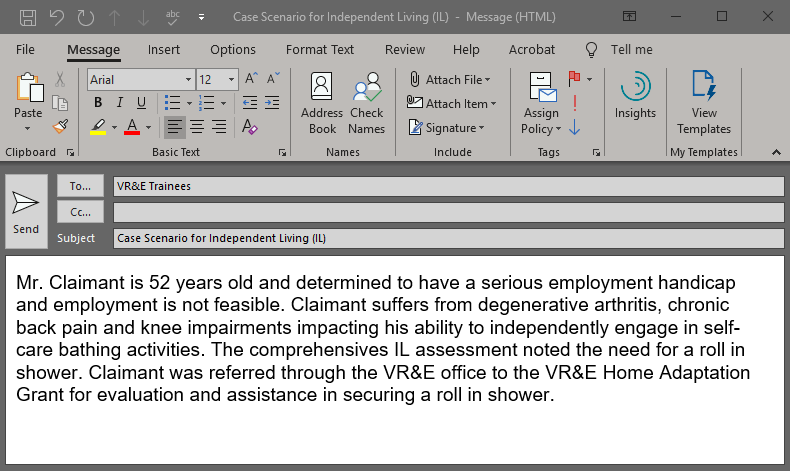 abc
Case Scenario for Independent Living (IL) - Message (HTML)
File Message Insert Options Format Text Review Help Acrobat Tell me
Paste
Arial 12 A A
B I U
A
A
Address Book
Check Names
Attach File
Attach Item
Signature
Assign Policy
Insights
View Templates
Clipboard Basic Text Names Include Tags My Templates
Send
To... VR&E Trainees
Cc...
Subject Case Scenario for Independent Living (IL)
Mr. Claimant is 52 years old and determined to have a serious employment handicap
and employment is not feasible. Claimant suffers from degenerative arthritis, chronic
back pain and knee impairments impacting his ability to independently engage in self-
care bathing activities. The comprehensives IL assessment noted the need for a roll in
shower. Claimant was referred through the VR&E office to the VR&E Home Adaptation
Grant for evaluation and assistance in securing a roll in shower.